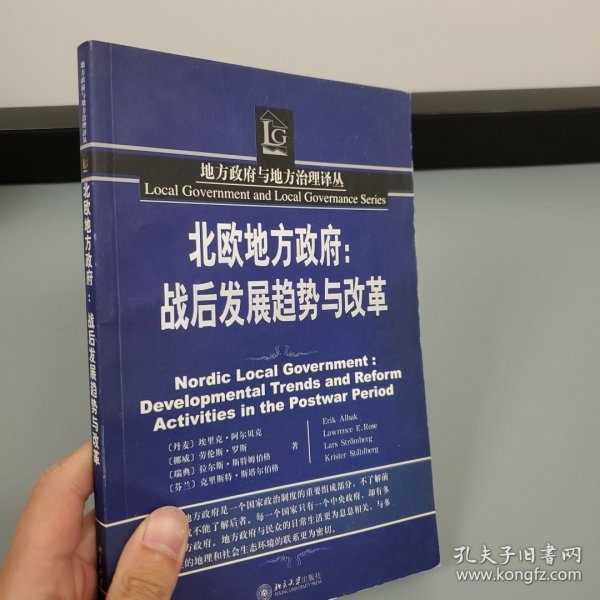 地方政府与地方治理译丛
LG
北欧地方政府：战后发展趋势与改革
LG
地方政府与地方治理译丛
Local Government and Local Governance Series
北欧地方政府：
战后发展趋势与改革
Nordic Local Government :
Developmental Trends and Reform
Activities in the Postwar Period
［丹麦］埃里克·阿尔贝克
［挪威］劳伦斯·罗斯
［瑞典］拉尔斯·斯特姆伯格
［芬兰］克里斯特·斯塔尔伯格
著
Erik Albak
Lawrence E. Rose
Lars Strömberg
Krister Ståhlberg
地方政府是一个国家政治制度的重要组成部分，不了解前
不能了解后者。每一个国家只有一个中央政府，却有多
方政府。地方政府与民众的日常生活更为息息相关、与多
的地理和社会生态环境的联系更为密切。
北京大学出版社
PEKING UNIVERSITY PRESS
孔夫子旧书网
www.kongfz.com